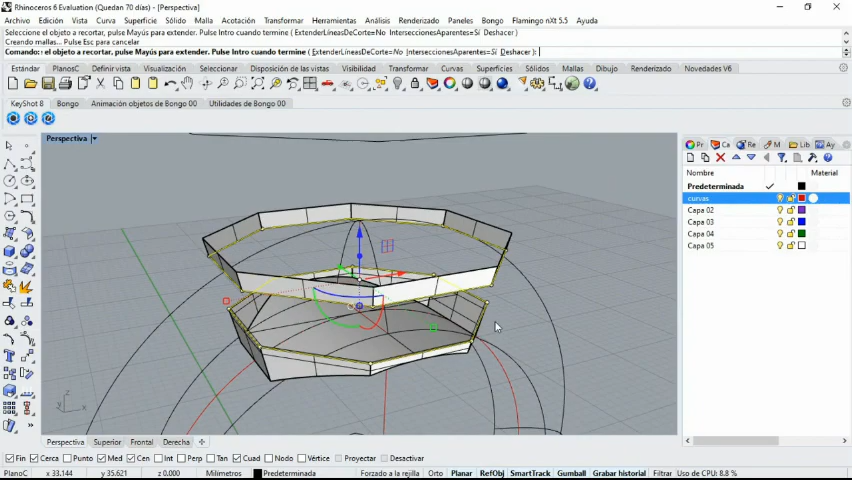 Rhinoceros 6 Evaluation (Quedan 70 días) - [Perspectiva]
Archivo Edición Vista Curva Superficie Sólido Malla Acotación Transformar Herramientas Análisis Renderizado Paneles Bongo Flamingo nXt 5.5 Ayuda
Seleccione el objeto a recortar, pulse Mayús para extender. Pulse Intro cuando termine ( ExtenderLíneasDeCorte=No InterseccionesAparentes=Sí Deshacer )
Creando mallas... Pulse Esc para cancelar
Comando: el objeto a recortar, pulse Mayús para extender. Pulse Intro cuando termine ( ExtenderLíneasDeCorte=No InterseccionesAparentes=Sí Deshacer ):
Estándar PlanosC Definir vista Visualización Seleccionar Disposición de las vistas Visibilidad Transformar Curvas Superficies Sólidos Mallas Dibujo Renderizado Novedades V6
KeyShot 8 Bongo Animación objetos de Bongo 00 Utilidades de Bongo 00
Perspectiva
Pr Ca Re M Lib Ay
Nombre Material
Predeterminada
curvas
Capa 02
Capa 03
Capa 04
Capa 05
z
y
x
Perspectiva Superior Frontal Derecha
Fin Cerca Punto Med Cen Int Perp Tan Cuad Nodo Vértice Proyectar Desactivar
PlanoC x 33.144 y 35.621 z 0.000 Milímetros Predeterminada Forzado a la rejilla Orto Planar RefObj SmartTrack Gumball Grabar historial Filtrar Uso de CPU: 8.8 %